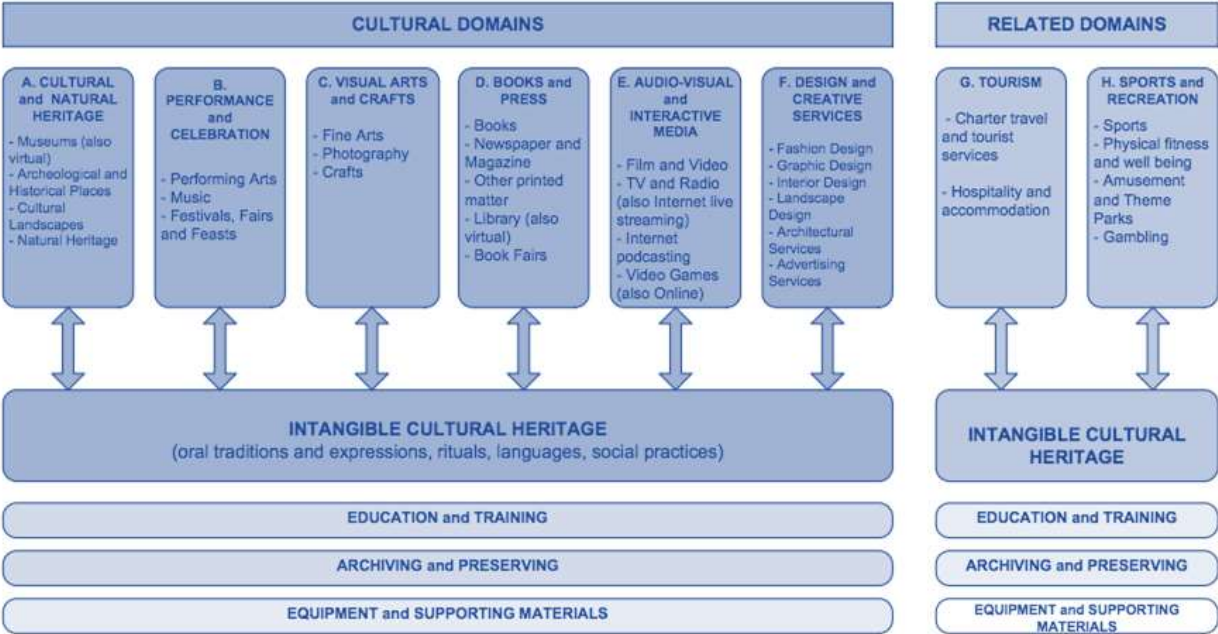 CULTURAL DOMAINS
RELATED DOMAINS
A. CULTURAL
and NATURAL
HERITAGE
- Museums (also
virtual)
- Archeological and
Historical Places
- Cultural
Landscapes
- Natural Heritage
B.
PERFORMANCE
and
CELEBRATION
- Performing Arts
- Music
- Festivals, Fairs
and Feasts
C. VISUAL ARTS
and CRAFTS
- Fine Arts
- Photography
- Crafts
D. BOOKS and
PRESS
- Books
- Newspaper and
Magazine
- Other printed
matter
- Library (also
virtual)
- Book Fairs
E. AUDIO-VISUAL
and
INTERACTIVE
MEDIA
- Film and Video
- TV and Radio
(also Internet live
streaming)
- Internet
podcasting
- Video Games
(also Online)
F. DESIGN and
CREATIVE
SERVICES
- Fashion Design
- Graphic Design
- Interior Design
- Landscape
Design
- Architectural
Services
- Advertising
Services
G. TOURISM
- Charter travel
and tourist
services
- Hospitality and
accommodation
H. SPORTS and
RECREATION
- Sports
- Physical fitness
and well being
- Amusement
and Theme
Parks
- Gambling
INTANGIBLE CULTURAL HERITAGE
(oral traditions and expressions, rituals, languages, social practices)
INTANGIBLE CULTURAL
HERITAGE
EDUCATION and TRAINING
EDUCATION and TRAINING
ARCHIVING and PRESERVING
ARCHIVING and PRESERVING
EQUIPMENT and SUPPORTING MATERIALS
EQUIPMENT and SUPPORTING
MATERIALS